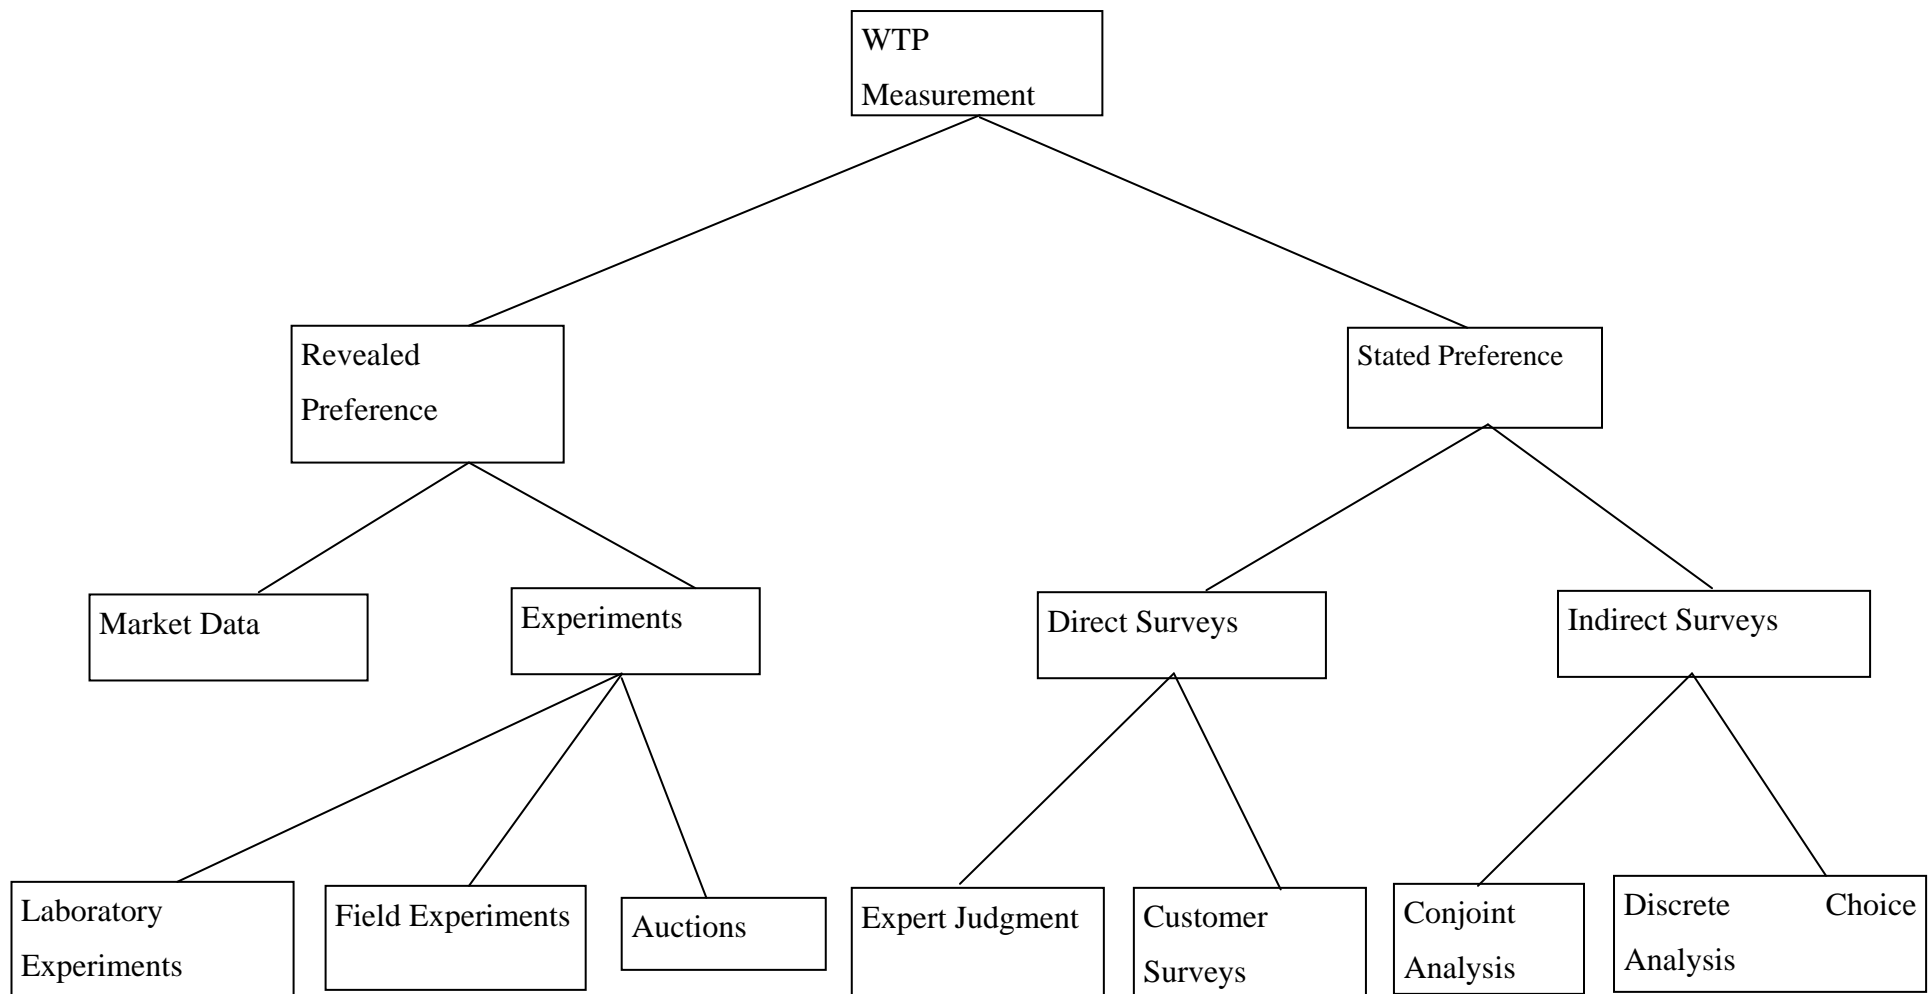 WTP
Measurement
Revealed
Preference
Stated Preference
Market Data
Experiments
Direct Surveys
Indirect Surveys
Laboratory
Experiments
Field Experiments
Auctions
Expert Judgment
Customer
Surveys
Conjoint
Analysis
Discrete Choice
Analysis